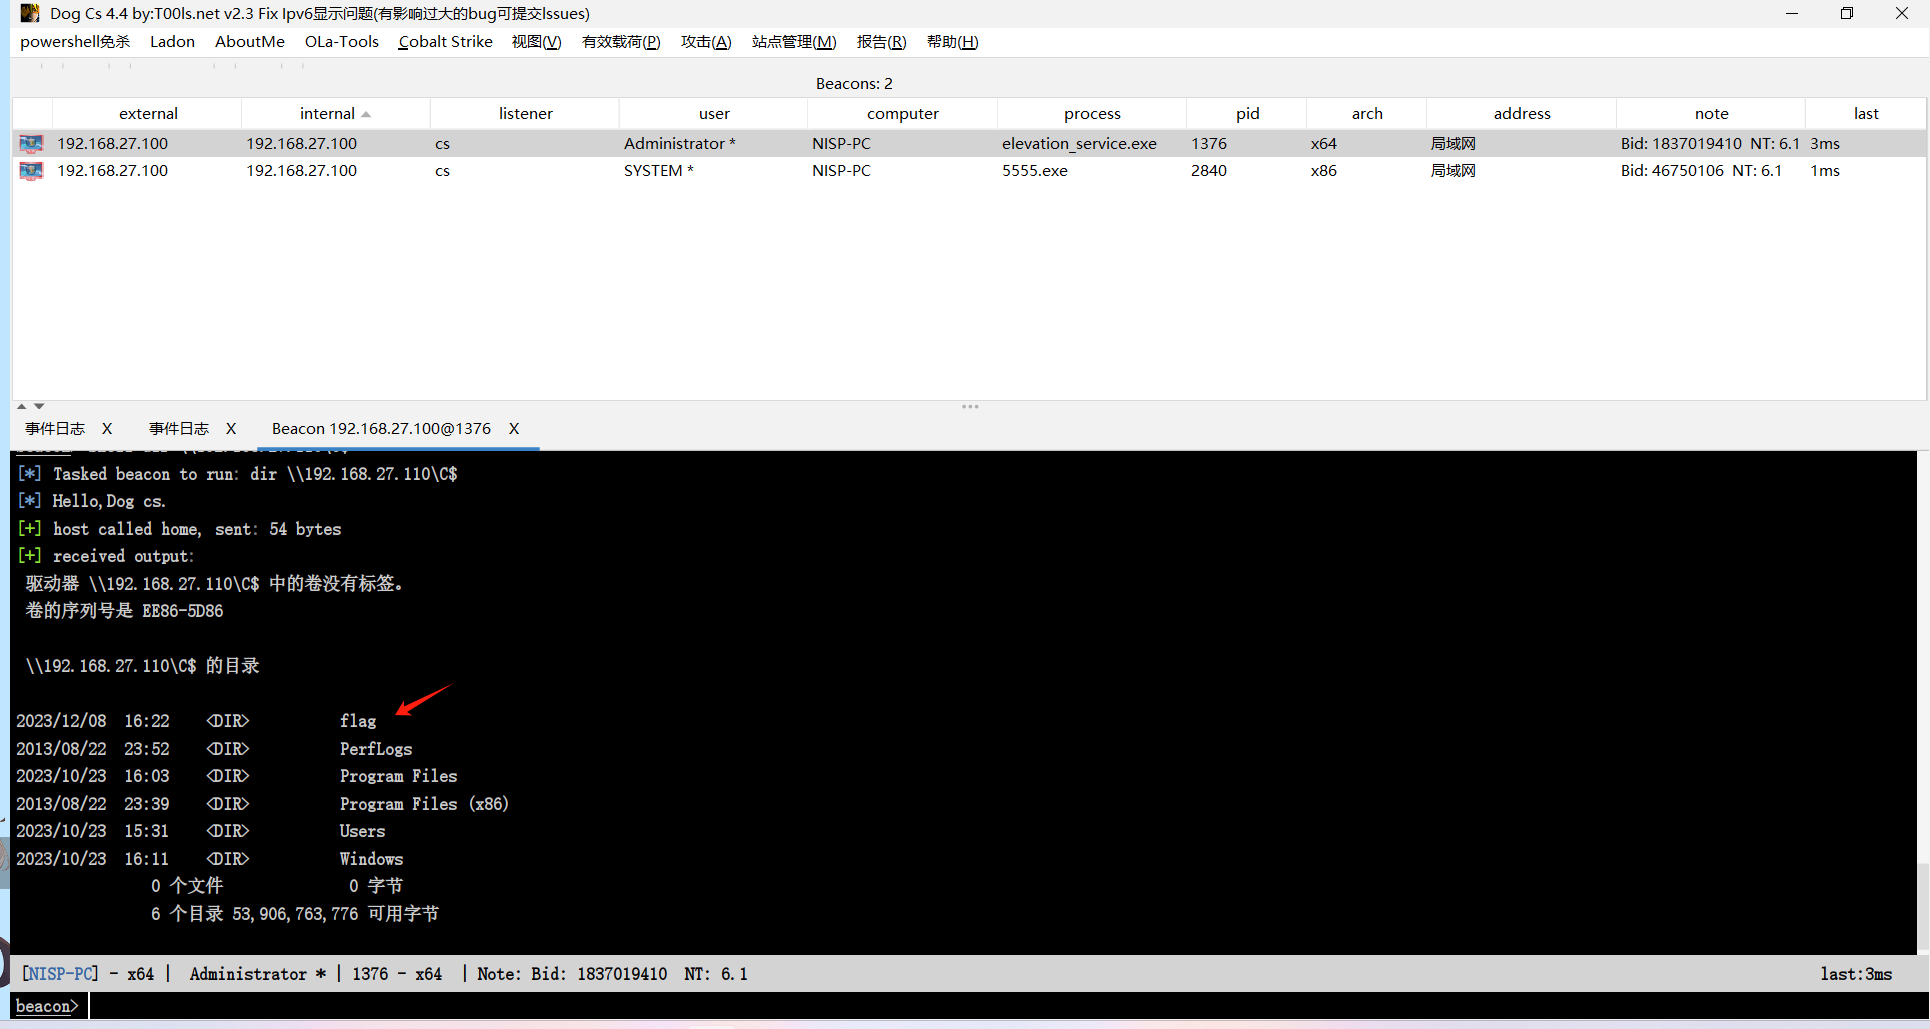 Dog Cs 4.4 by:T00ls.net v2.3 Fix Ipv6显示问题(有影响过大的bug可提交Issues)
powershell免杀 Ladon AboutMe OLa-Tools Cobalt Strike 视图(V) 有效载荷(P) 攻击(A) 站点管理(M) 报告(R) 帮助(H)
Beacons: 2
external internal listener user computer process pid arch address note last
192.168.27.100 192.168.27.100 cs Administrator * NISP-PC elevation_service.exe 1376 x64 局域网 Bid: 1837019410 NT: 6.1 3ms
192.168.27.100 192.168.27.100 cs SYSTEM * NISP-PC 5555.exe 2840 x86 局域网 Bid: 46750106 NT: 6.1 1ms
事件日志 X 事件日志 X Beacon 192.168.27.100@1376 X
[*] Tasked beacon to run: dir \\192.168.27.110\C$
[*] Hello,Dog cs.
[+] host called home, sent: 54 bytes
[+] received output:
驱动器 \\192.168.27.110\C$ 中的卷没有标签。
卷的序列号是 EE86-5D86
\\192.168.27.110\C$ 的目录
2023/12/08 16:22 <DIR> flag
2013/08/22 23:52 <DIR> PerfLogs
2023/10/23 16:03 <DIR> Program Files
2013/08/22 23:39 <DIR> Program Files (x86)
2023/10/23 15:31 <DIR> Users
2023/10/23 16:11 <DIR> Windows
0 个文件 0 字节
6 个目录 53,906,763,776 可用字节
[NISP-PC] - x64 | Administrator * | 1376 - x64 | Note: Bid: 1837019410 NT: 6.1 last:3ms
beacon>